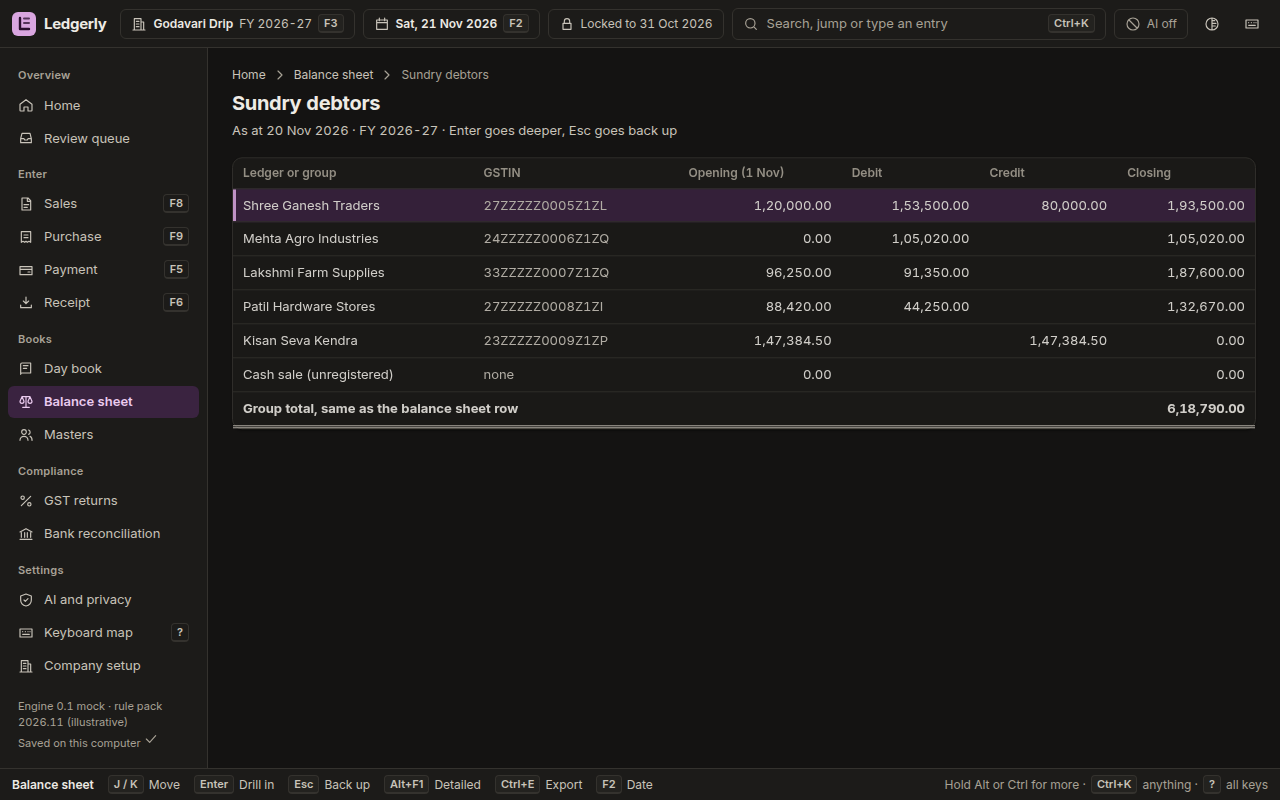 Ledgerly
Godavari Drip FY 2026-27 F3
Sat, 21 Nov 2026 F2
Locked to 31 Oct 2026
Search, jump or type an entry Ctrl+K
AI off
Overview
Home
Review queue
Enter
Sales F8
Purchase F9
Payment F5
Receipt F6
Books
Day book
Balance sheet
Masters
Compliance
GST returns
Bank reconciliation
Settings
AI and privacy
Keyboard map ?
Company setup
Engine 0.1 mock · rule pack
2026.11 (illustrative)
Saved on this computer
Home > Balance sheet > Sundry debtors
Sundry debtors
As at 20 Nov 2026 · FY 2026-27 · Enter goes deeper, Esc goes back up
Ledger or group GSTIN Opening (1 Nov) Debit Credit Closing
Shree Ganesh Traders 27ZZZZZ0005Z1ZL 1,20,000.00 1,53,500.00 80,000.00 1,93,500.00
Mehta Agro Industries 24ZZZZZ0006Z1ZQ 0.00 1,05,020.00 1,05,020.00
Lakshmi Farm Supplies 33ZZZZZ0007Z1ZQ 96,250.00 91,350.00 1,87,600.00
Patil Hardware Stores 27ZZZZZ0008Z1ZI 88,420.00 44,250.00 1,32,670.00
Kisan Seva Kendra 23ZZZZZ0009Z1ZP 1,47,384.50 1,47,384.50 0.00
Cash sale (unregistered) none 0.00 0.00
Group total, same as the balance sheet row 6,18,790.00
Balance sheet J / K Move Enter Drill in Esc Back up Alt+F1 Detailed Ctrl+E Export F2 Date
Hold Alt or Ctrl for more · Ctrl+K anything · ? all keys